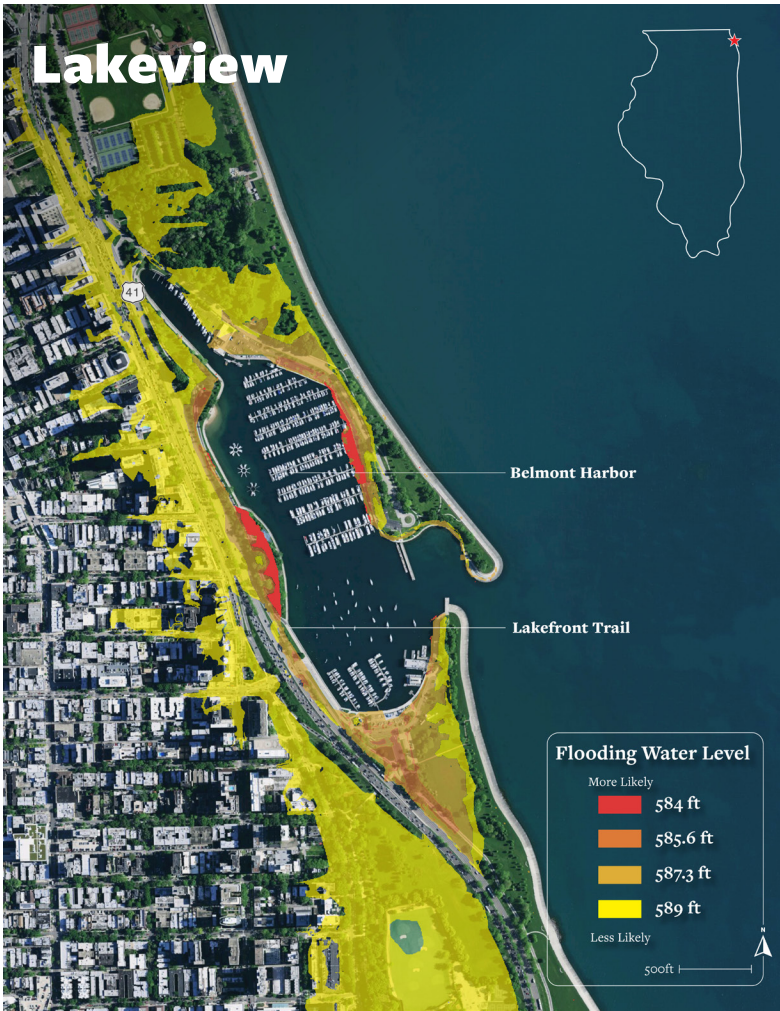 Lakeview
41
Belmont Harbor
Lakefront Trail
Flooding Water Level
More Likely
584 ft
585.6 ft
587.3 ft
589 ft
Less Likely
N
500ft